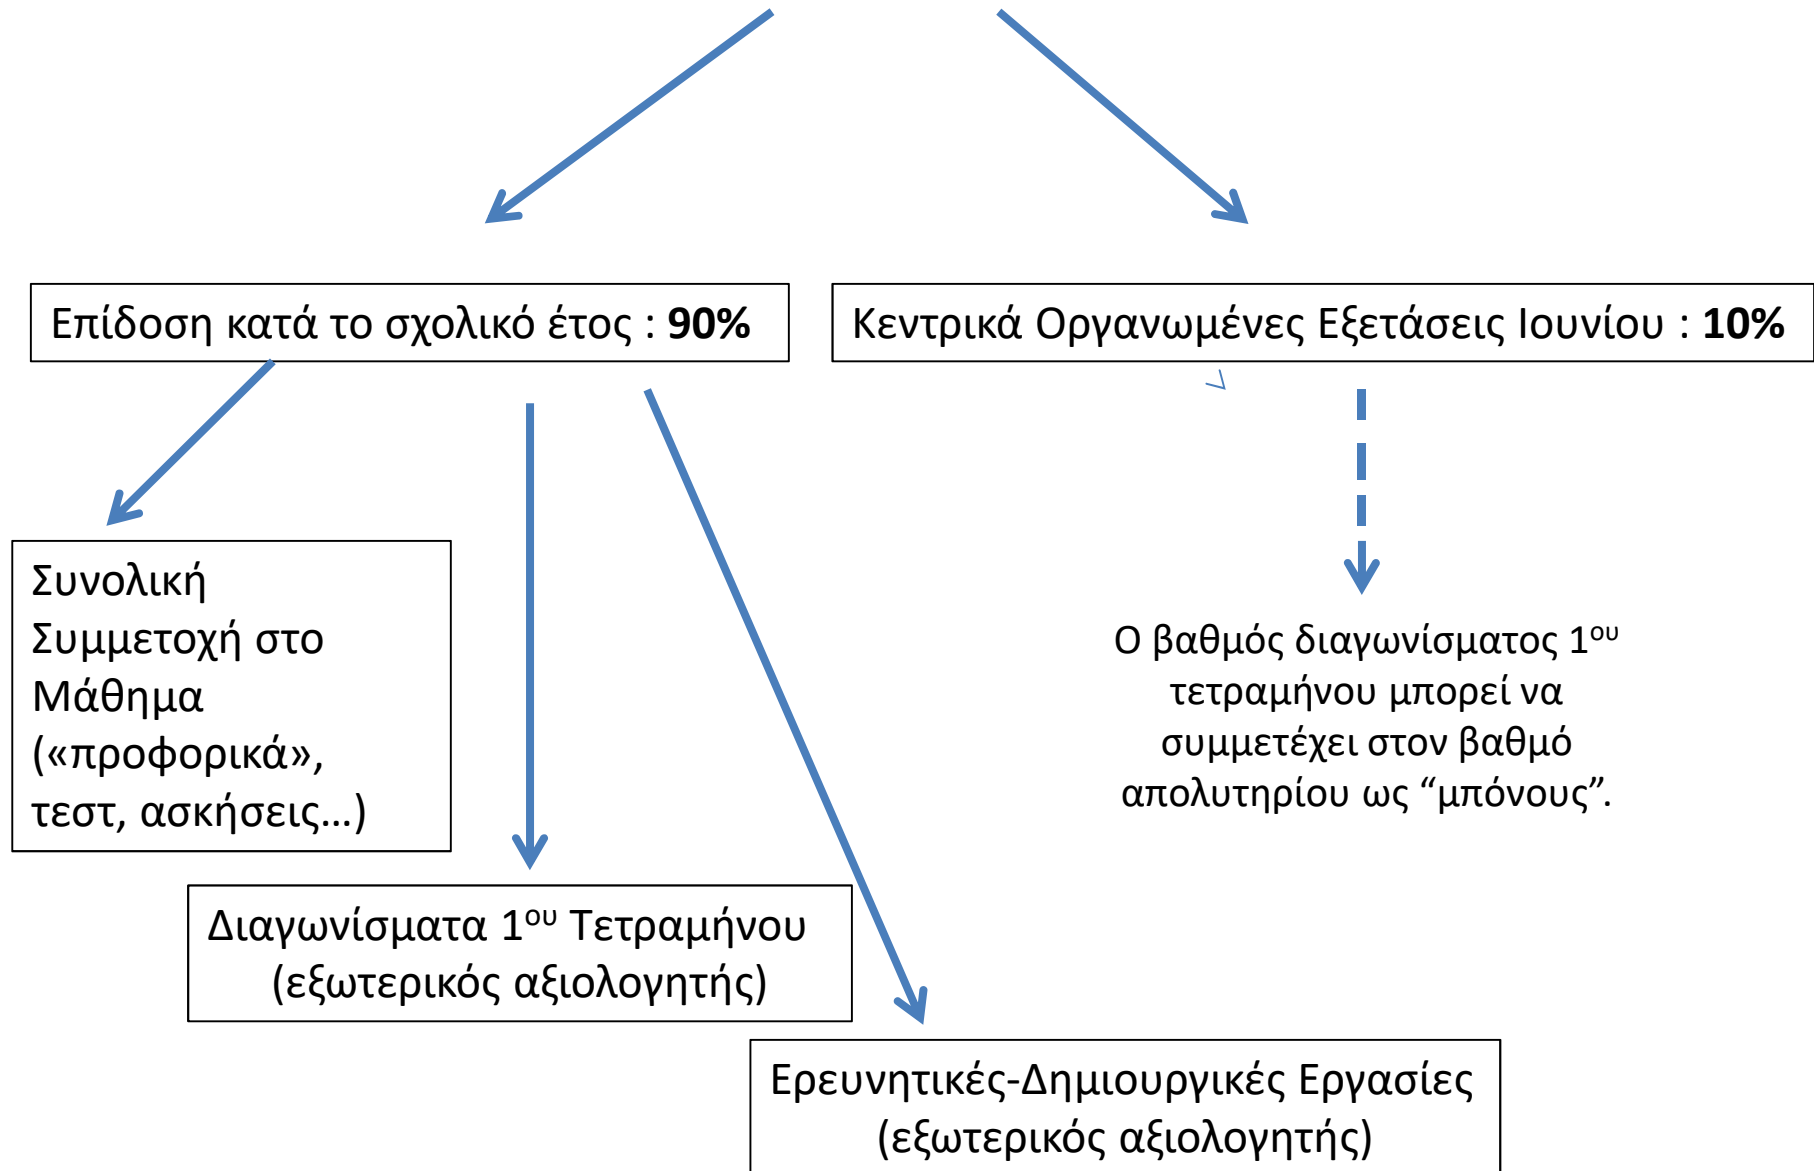 Επίδοση κατά το σχολικό έτος : 90%
Κεντρικά Οργανωμένες Εξετάσεις Ιουνίου : 10%
Συνολική
Συμμετοχή στο
Μάθημα
(«προφορικά»,
τεστ, ασκήσεις…)
Ο βαθμός διαγωνίσματος 1ου
τετραμήνου μπορεί να
συμμετέχει στον βαθμό
απολυτηρίου ως “μπόνους”.
Διαγωνίσματα 1ου Τετραμήνου
(εξωτερικός αξιολογητής)
Ερευνητικές-Δημιουργικές Εργασίες
(εξωτερικός αξιολογητής)